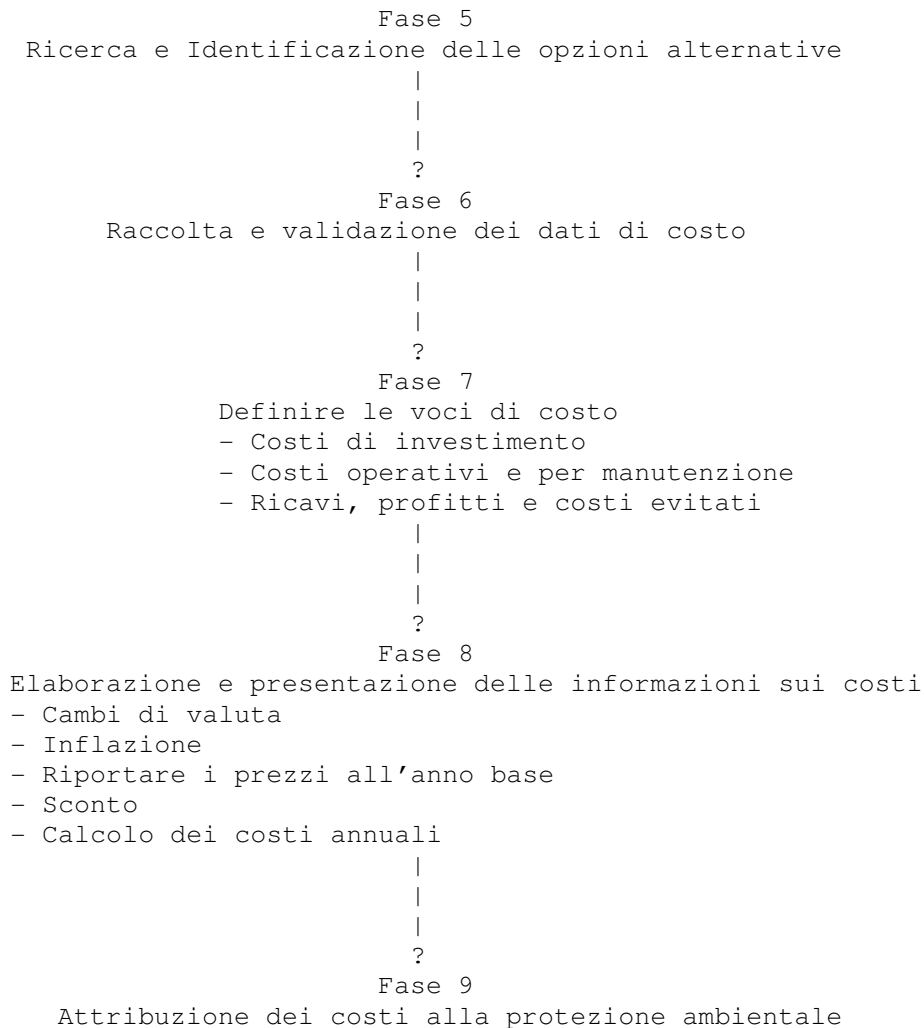 Fase 5
Ricerca e Identificazione delle opzioni alternative
|
|
|
?
Fase 6
Raccolta e validazione dei dati di costo
|
|
|
?
Fase 7
Definire le voci di costo
- Costi di investimento
- Costi operativi e per manutenzione
- Ricavi, profitti e costi evitati
|
|
|
?
Fase 8
Elaborazione e presentazione delle informazioni sui costi
- Cambi di valuta
- Inflazione
- Riportare i prezzi all'anno base
- Sconto
- Calcolo dei costi annuali
|
|
|
?
Fase 9
Attribuzione dei costi alla protezione ambientale